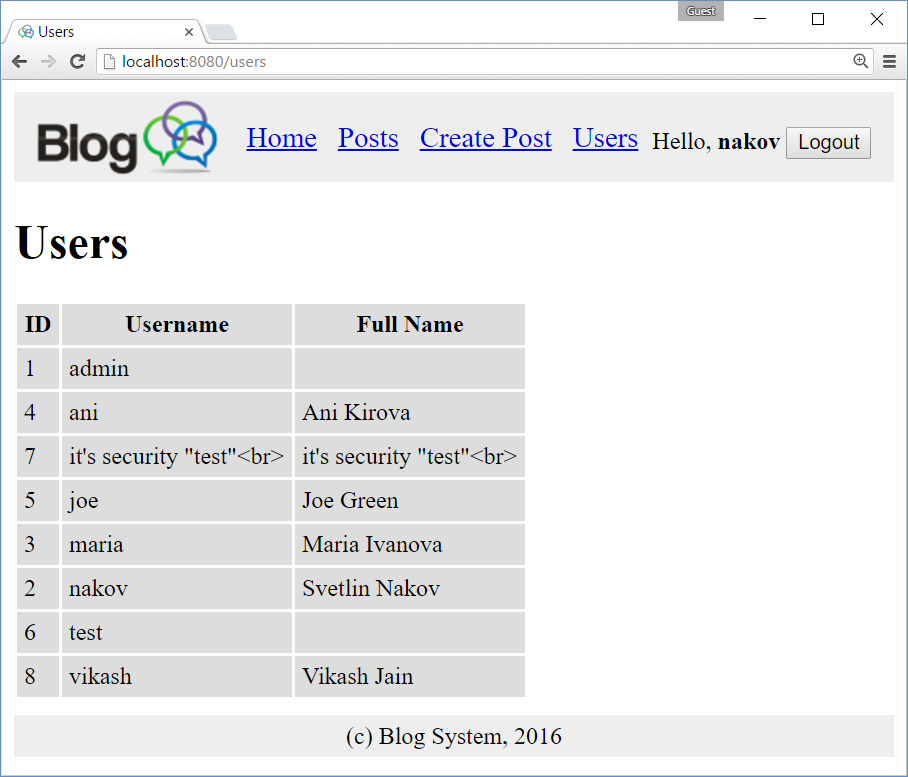 Guest
Users
localhost:8080/users
Blog Home Posts Create Post Users Hello, nakov Logout
Users
ID Username Full Name
1 admin
4 ani Ani Kirova
7 it's security "test"<br> it's security "test"<br>
5 joe Joe Green
3 maria Maria Ivanova
2 nakov Svetlin Nakov
6 test
8 vikash Vikash Jain
(c) Blog System, 2016